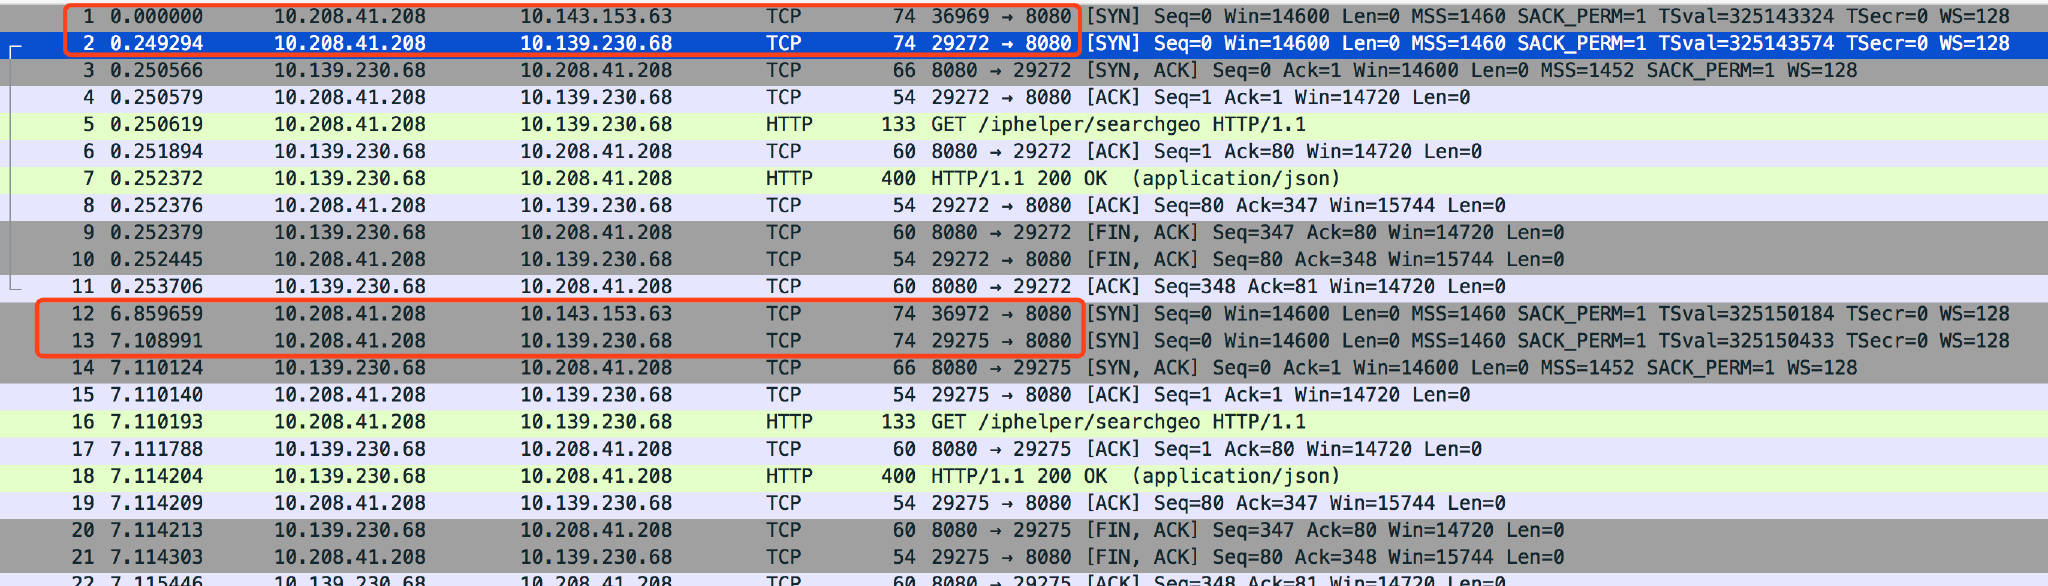 1 0.000000 10.208.41.208 10.143.153.63 TCP 74 36969 → 8080 [SYN] Seq=0 Win=14600 Len=0 MSS=1460 SACK_PERM=1 TSval=325143324 TSecr=0 WS=128
2 0.249294 10.208.41.208 10.139.230.68 TCP 74 29272 → 8080 [SYN] Seq=0 Win=14600 Len=0 MSS=1460 SACK_PERM=1 TSval=325143574 TSecr=0 WS=128
3 0.250566 10.139.230.68 10.208.41.208 TCP 66 8080 → 29272 [SYN, ACK] Seq=0 Ack=1 Win=14600 Len=0 MSS=1452 SACK_PERM=1 WS=128
4 0.250579 10.208.41.208 10.139.230.68 TCP 54 29272 → 8080 [ACK] Seq=1 Ack=1 Win=14720 Len=0
5 0.250619 10.208.41.208 10.139.230.68 HTTP 133 GET /iphelper/searchgeo HTTP/1.1
6 0.251894 10.139.230.68 10.208.41.208 TCP 60 8080 → 29272 [ACK] Seq=1 Ack=80 Win=14720 Len=0
7 0.252372 10.139.230.68 10.208.41.208 HTTP 400 HTTP/1.1 200 OK (application/json)
8 0.252376 10.208.41.208 10.139.230.68 TCP 54 29272 → 8080 [ACK] Seq=80 Ack=347 Win=15744 Len=0
9 0.252379 10.139.230.68 10.208.41.208 TCP 60 8080 → 29272 [FIN, ACK] Seq=347 Ack=80 Win=14720 Len=0
10 0.252445 10.208.41.208 10.139.230.68 TCP 54 29272 → 8080 [FIN, ACK] Seq=80 Ack=348 Win=15744 Len=0
11 0.253706 10.139.230.68 10.208.41.208 TCP 60 8080 → 29272 [ACK] Seq=348 Ack=81 Win=14720 Len=0
12 6.859659 10.208.41.208 10.143.153.63 TCP 74 36972 → 8080 [SYN] Seq=0 Win=14600 Len=0 MSS=1460 SACK_PERM=1 TSval=325150184 TSecr=0 WS=128
13 7.108991 10.208.41.208 10.139.230.68 TCP 74 29275 → 8080 [SYN] Seq=0 Win=14600 Len=0 MSS=1460 SACK_PERM=1 TSval=325150433 TSecr=0 WS=128
14 7.110124 10.139.230.68 10.208.41.208 TCP 66 8080 → 29275 [SYN, ACK] Seq=0 Ack=1 Win=14600 Len=0 MSS=1452 SACK_PERM=1 WS=128
15 7.110140 10.208.41.208 10.139.230.68 TCP 54 29275 → 8080 [ACK] Seq=1 Ack=1 Win=14720 Len=0
16 7.110193 10.208.41.208 10.139.230.68 HTTP 133 GET /iphelper/searchgeo HTTP/1.1
17 7.111788 10.139.230.68 10.208.41.208 TCP 60 8080 → 29275 [ACK] Seq=1 Ack=80 Win=14720 Len=0
18 7.114204 10.139.230.68 10.208.41.208 HTTP 400 HTTP/1.1 200 OK (application/json)
19 7.114209 10.208.41.208 10.139.230.68 TCP 54 29275 → 8080 [ACK] Seq=80 Ack=347 Win=15744 Len=0
20 7.114213 10.139.230.68 10.208.41.208 TCP 60 8080 → 29275 [FIN, ACK] Seq=347 Ack=80 Win=14720 Len=0
21 7.114303 10.208.41.208 10.139.230.68 TCP 54 29275 → 8080 [FIN, ACK] Seq=80 Ack=348 Win=15744 Len=0
22 7.115446 10.139.230.68 10.208.41.208 TCP 60 8080 → 29275 [ACK] Seq=348 Ack=81 Win=14720 Len=0